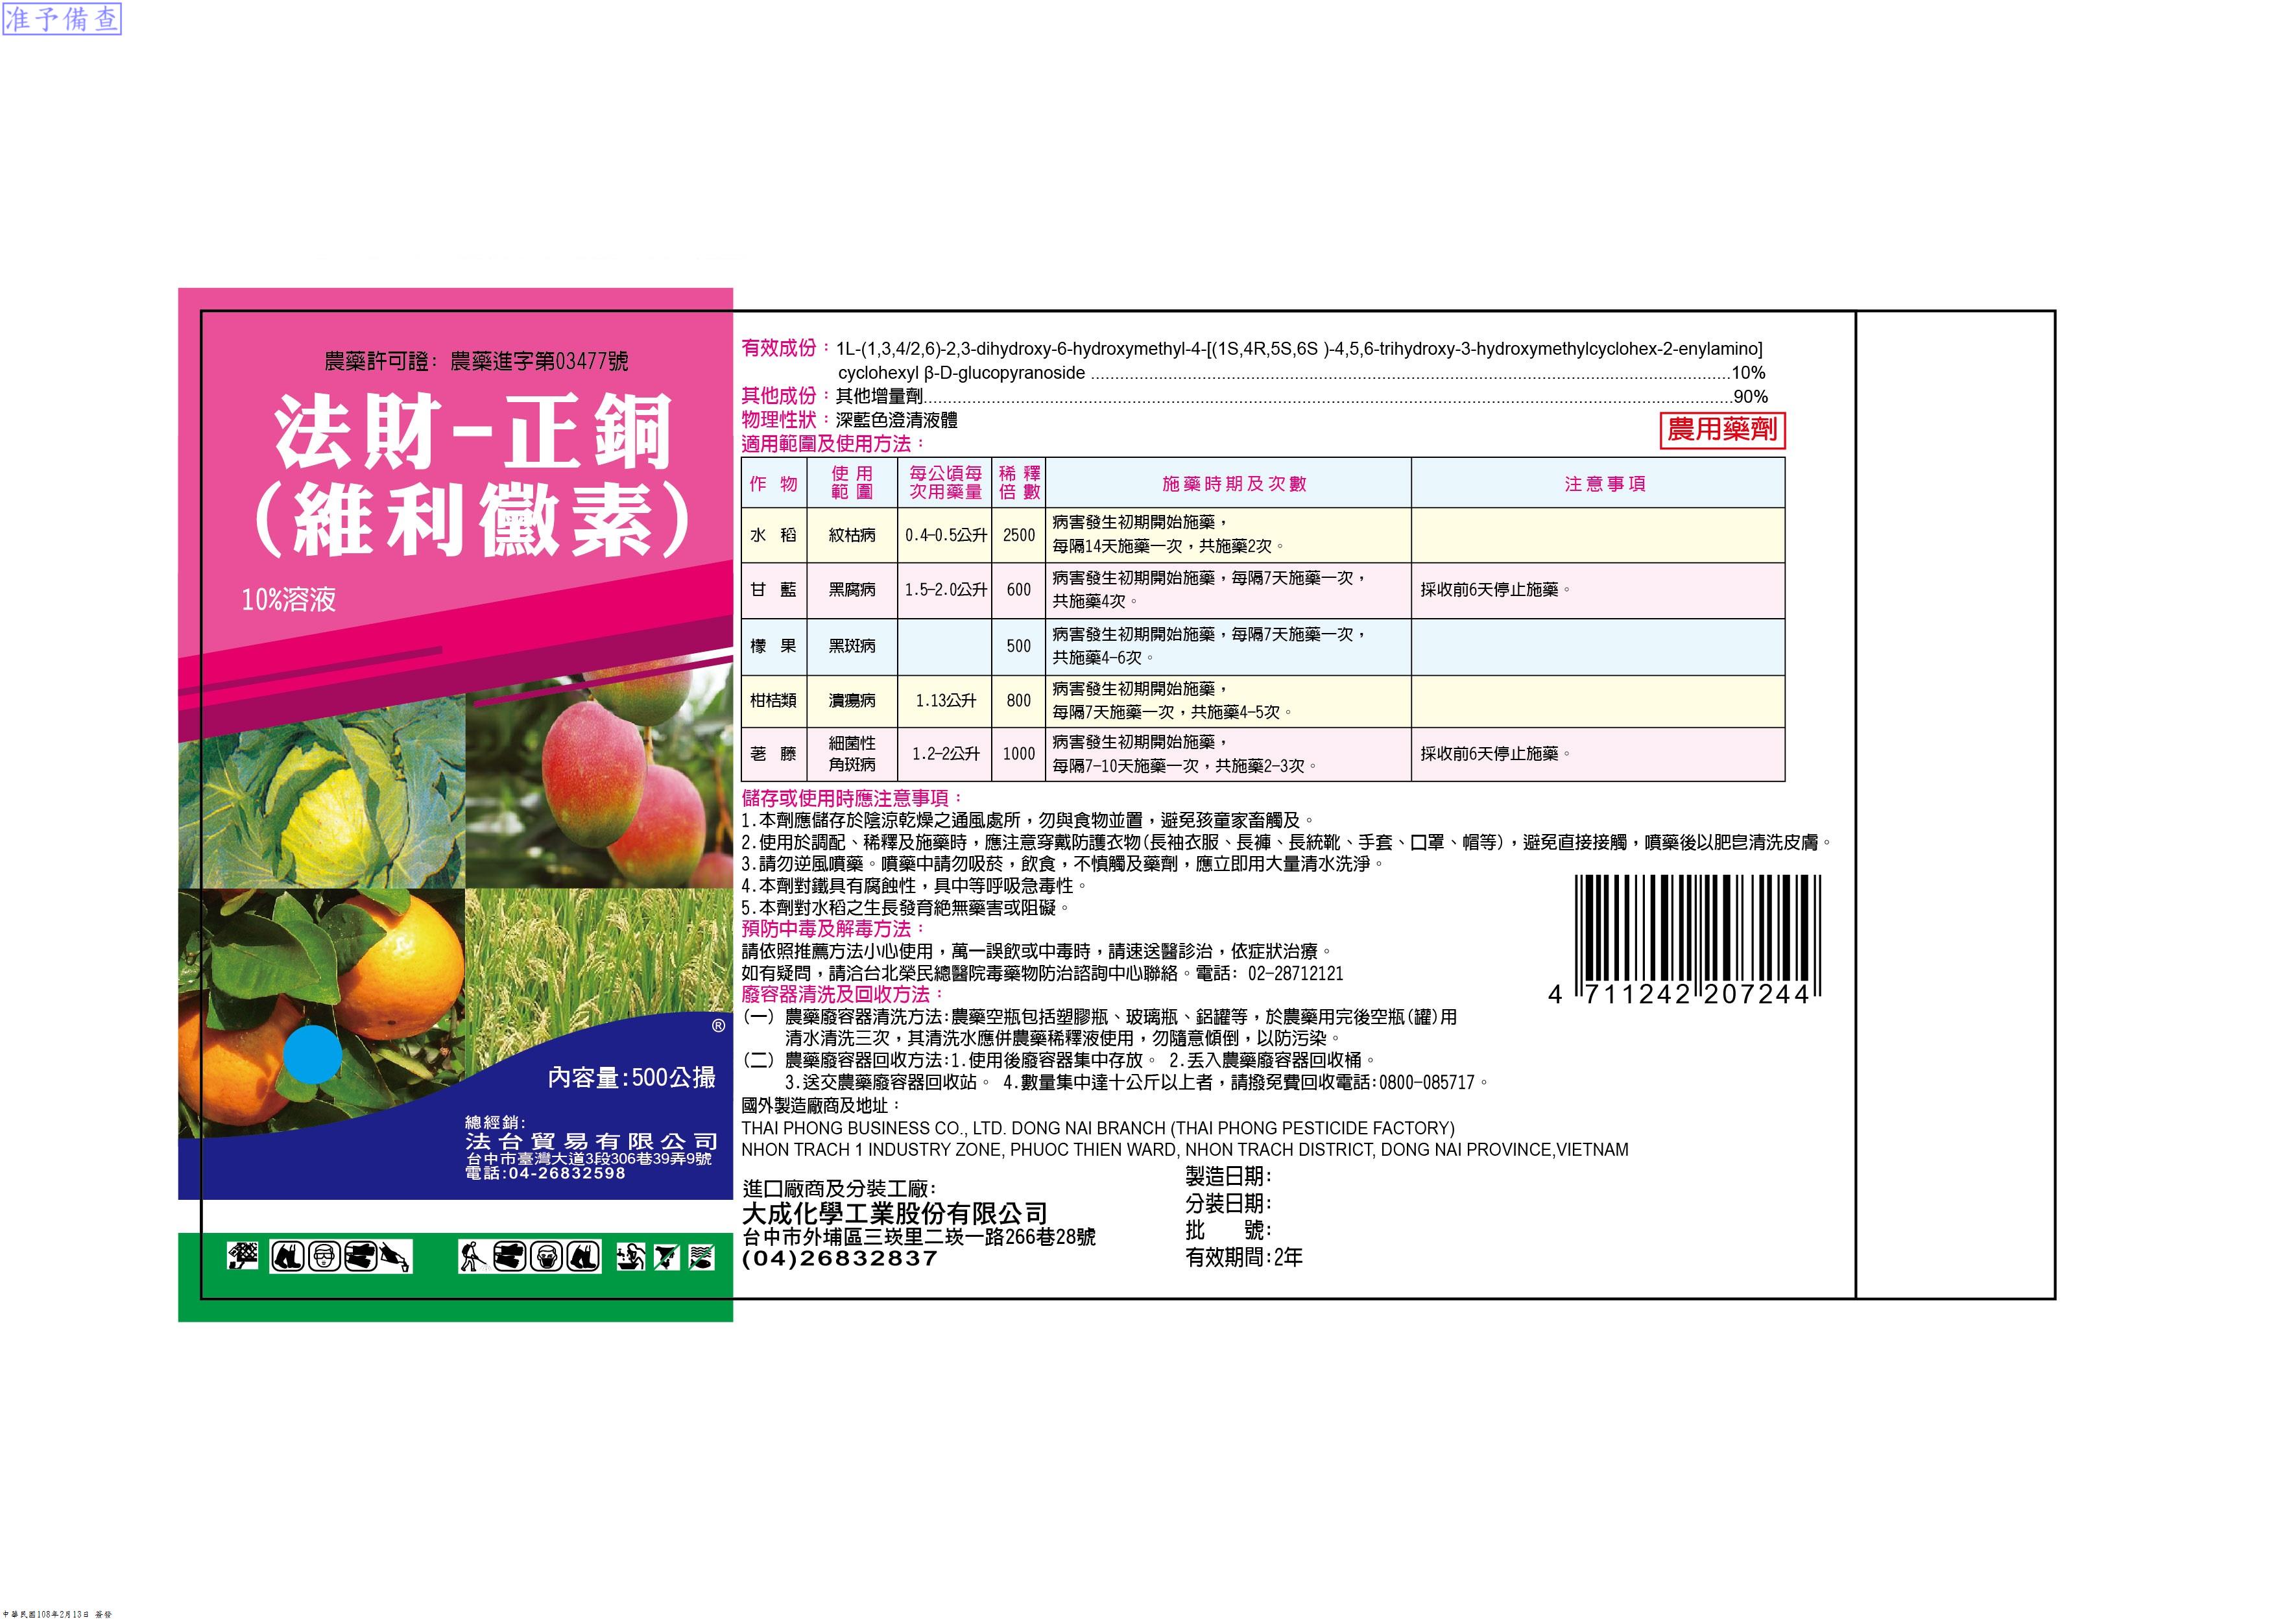 准予備查
農藥許可證: 農藥進字第03477號
法財-正銅
(維利黴素)
10%溶液
®
內容量:500公撮
總經銷:
法台貿易有限公司
台中市臺灣大道3段306巷39弄9號
電話:04-26832598
有效成份：1L-(1,3,4/2,6)-2,3-dihydroxy-6-hydroxymethyl-4-[(1S,4R,5S,6S )-4,5,6-trihydroxy-3-hydroxymethylcyclohex-2-enylamino]
cyclohexyl β-D-glucopyranoside ........10%
其他成份：其他增量劑........90%
物理性狀：深藍色澄清液體
農用藥劑
適用範圍及使用方法：
作 物 使用範圍 每公頃每次用藥量 稀釋倍數 施藥時期及次數 注意事項
水 稻 紋枯病 0.4-0.5公升 2500 病害發生初期開始施藥，
每隔14天施藥一次，共施藥2次。
甘 藍 黑腐病 1.5-2.0公升 600 病害發生初期開始施藥，每隔7天施藥一次，
共施藥4次。 採收前6天停止施藥。
檬 果 黑斑病 500 病害發生初期開始施藥，每隔7天施藥一次，
共施藥4-6次。
柑桔類 潰瘍病 1.13公升 800 病害發生初期開始施藥，
每隔7天施藥一次，共施藥4-5次。
荖 藤 細菌性角斑病 1.2-2公升 1000 病害發生初期開始施藥，
每隔7-10天施藥一次，共施藥2-3次。 採收前6天停止施藥。
儲存或使用時應注意事項：
1.本劑應儲存於陰涼乾燥之通風處所，勿與食物並置，避免孩童家畜觸及。
2.使用於調配、稀釋及施藥時，應注意穿戴防護衣物(長袖衣服、長褲、長統靴、手套、口罩、帽等)，避免直接接觸，噴藥後以肥皂清洗皮膚。
3.請勿逆風噴藥。噴藥中請勿吸菸，飲食，不慎觸及藥劑，應立即用大量清水洗淨。
4.本劑對鐵具有腐蝕性，具中等呼吸急毒性。
5.本劑對水稻之生長發育絕無藥害或阻礙。
預防中毒及解毒方法：
請依照推薦方法小心使用，萬一誤飲或中毒時，請速送醫診治，依症狀治療。
如有疑問，請洽台北榮民總醫院毒藥物防治諮詢中心聯絡。電話: 02-28712121
廢容器清洗及回收方法：
(一) 農藥廢容器清洗方法:農藥空瓶包括塑膠瓶、玻璃瓶、鋁罐等，於農藥用完後空瓶(罐)用
清水清洗三次，其清洗水應併農藥稀釋液使用，勿隨意傾倒，以防污染。
(二) 農藥廢容器回收方法:1.使用後廢容器集中存放。 2.丟入農藥廢容器回收桶。
3.送交農藥廢容器回收站。 4.數量集中達十公斤以上者，請撥免費回收電話:0800-085717。
4 711242 207244
國外製造廠商及地址：
THAI PHONG BUSINESS CO., LTD. DONG NAI BRANCH (THAI PHONG PESTICIDE FACTORY)
NHON TRACH 1 INDUSTRY ZONE, PHUOC THIEN WARD, NHON TRACH DISTRICT, DONG NAI PROVINCE,VIETNAM
進口廠商及分裝工廠:
大成化學工業股份有限公司
台中市外埔區三崁里二崁一路266巷28號
(04)26832837
製造日期:
分裝日期:
批 號:
有效期間:2年
中華民國108年2月13日 簽發